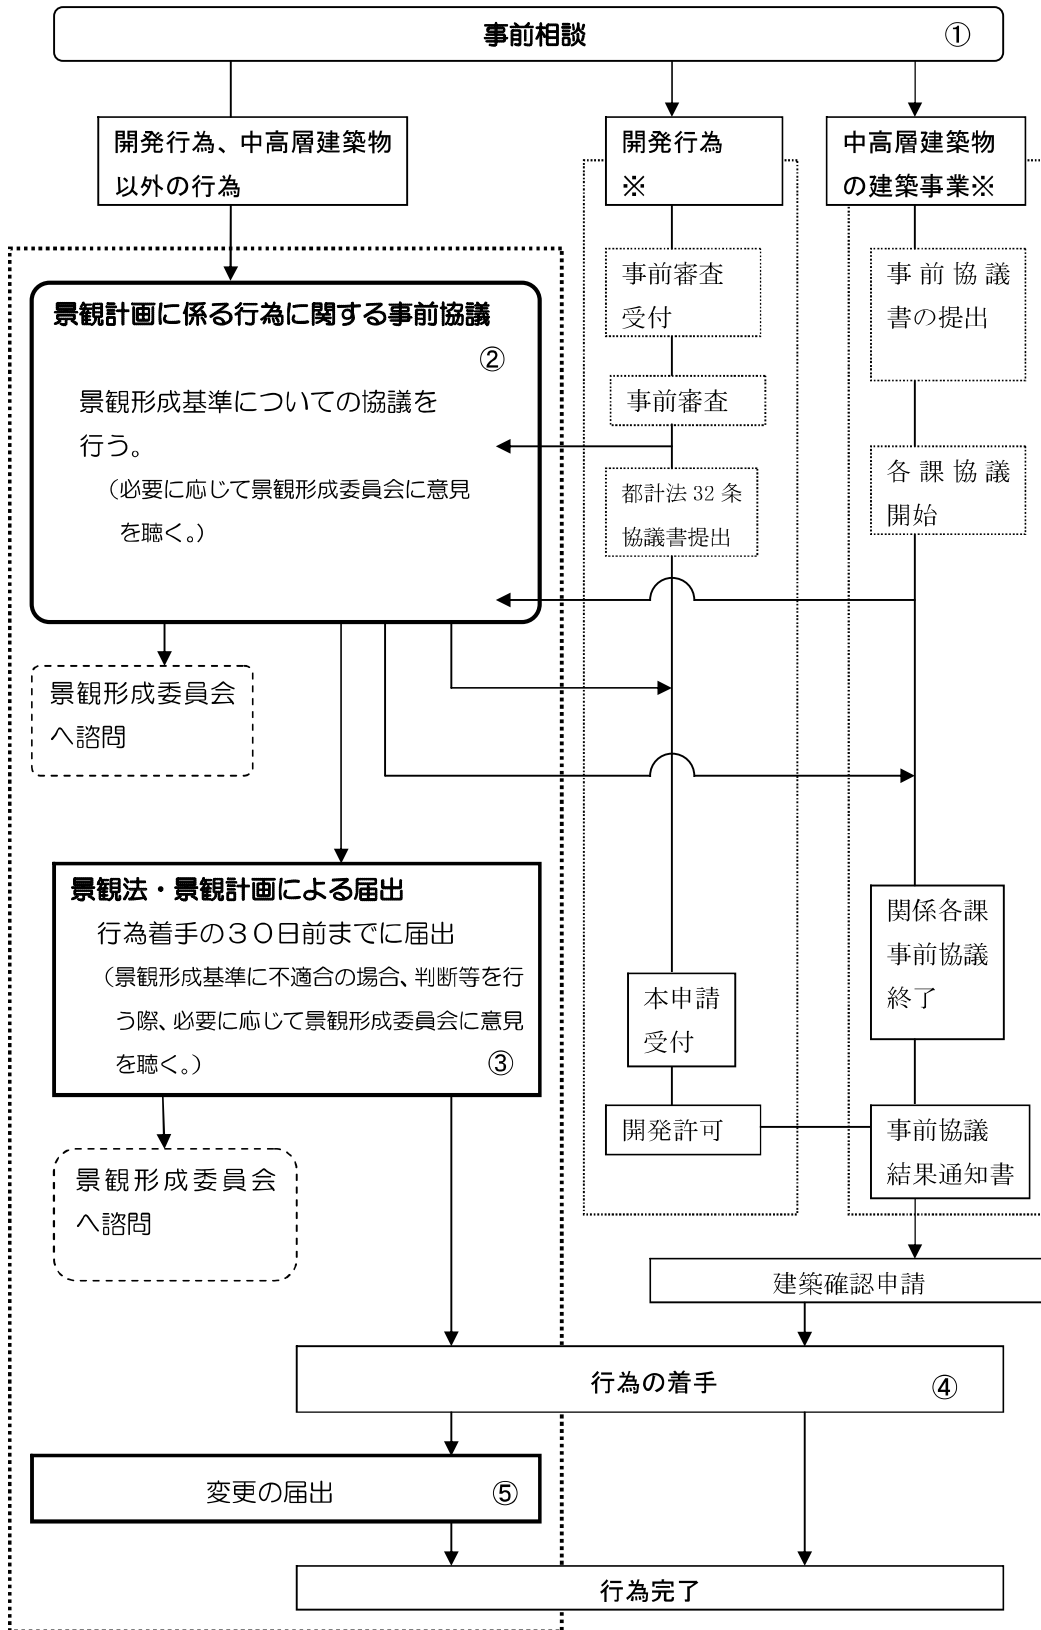 事前相談 ①
開発行為、中高層建築物
以外の行為
開発行為
※
中高層建築物
の建築事業※
景観計画に係る行為に関する事前協議
②
景観形成基準についての協議を
行う。
（必要に応じて景観形成委員会に意見
を聴く。）
事前審査
受付
事前審査
都計法 32 条
協議書提出
事前協議
書の提出
各課協議
開始
景観形成委員会
へ諮問
景観法・景観計画による届出
行為着手の３０日前までに届出
（景観形成基準に不適合の場合、判断等を行
う際、必要に応じて景観形成委員会に意見
を聴く。）
③
本申請
受付
関係各課
事前協議
終了
開発許可
事前協議
結果通知書
景観形成委員会
へ諮問
建築確認申請
行為の着手 ④
変更の届出 ⑤
行為完了